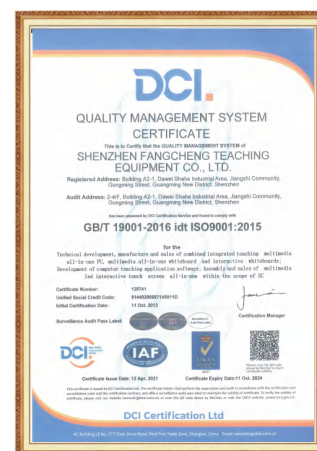 DCI.
QUALITY MANAGEMENT SYSTEM
CERTIFICATE
This is to Certify that the QUALITY MANAGEMENT SYSTEM of
SHENZHEN FANGCHENG TEACHING
EQUIPMENT CO., LTD.
Registered Address: Building A2-1, Dawei Shahe Industrial Area, Jiangshi Community,
Gongming Street, Guangming New District, Shenzhen
Audit Address: 2-4/F, Building A2-1, Dawei Shahe Industrial Area, Jiangshi Community,
Gongming Street, Guangming New District, Shenzhen
has been assessed by DCI Certification Service and found to comply with
GB/T 19001-2016 idt ISO9001:2015
for the
Technical development, manufacture and sales of combined integrated teaching multimedia
all-in-one PC, multimedia all-in-one whiteboard and interactive whiteboards;
Development of computer teaching application software; Assembly and sales of multimedia
led interactive touch screen all-in-one within the scope of 3C
Certificate Number:
Unified Social Credit Code:
Initial Certification Date: 11 Oct. 2012
Surveillance Audit Pass Label:
Certification Manager
DCI
IAF
UKAS
Certificate Issue Date: 12 Apr. 2021 Certificate Expiry Date:11 Oct. 2024
DCI Certification Ltd